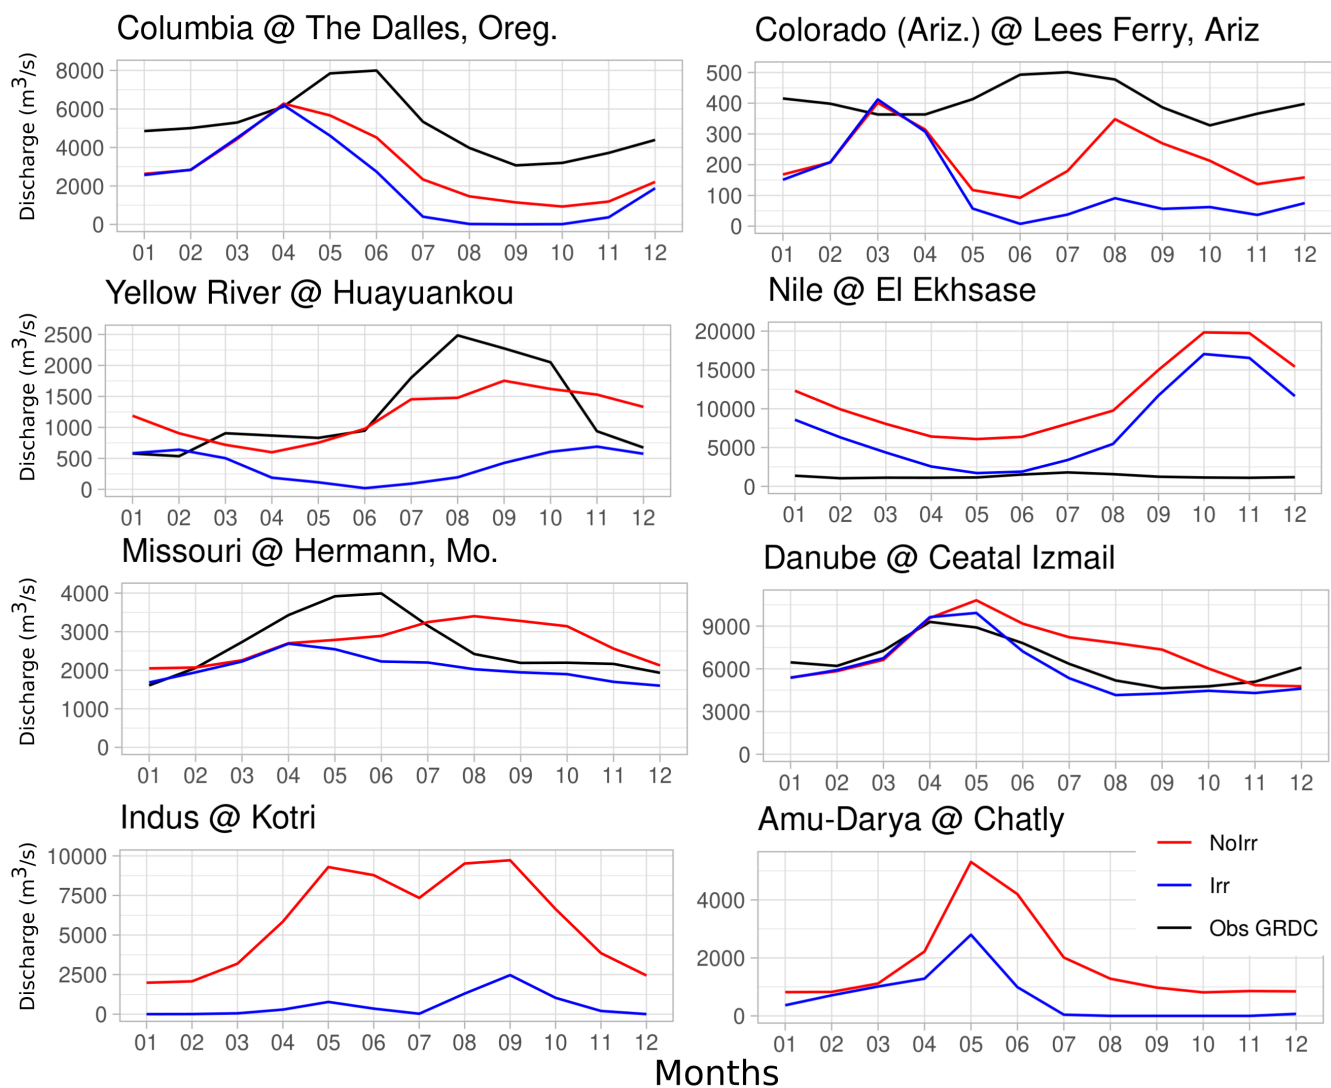 Columbia @ The Dalles, Oreg.
Discharge (m³/s)
8000
6000
4000
2000
0
01 02 03 04 05 06 07 08 09 10 11 12
Colorado (Ariz.) @ Lees Ferry, Ariz
500
400
300
200
100
0
01 02 03 04 05 06 07 08 09 10 11 12
Yellow River @ Huayuankou
Discharge (m³/s)
2500
2000
1500
1000
500
0
01 02 03 04 05 06 07 08 09 10 11 12
Nile @ El Ekhsase
20000
15000
10000
5000
0
01 02 03 04 05 06 07 08 09 10 11 12
Missouri @ Hermann, Mo.
Discharge (m³/s)
4000
3000
2000
1000
0
01 02 03 04 05 06 07 08 09 10 11 12
Danube @ Ceatal Izmail
9000
6000
3000
0
01 02 03 04 05 06 07 08 09 10 11 12
Indus @ Kotri
Discharge (m³/s)
10000
7500
5000
2500
0
01 02 03 04 05 06 07 08 09 10 11 12
Amu-Darya @ Chatly
4000
2000
0
01 02 03 04 05 06 07 08 09 10 11 12
NoIrr
Irr
Obs GRDC
Months